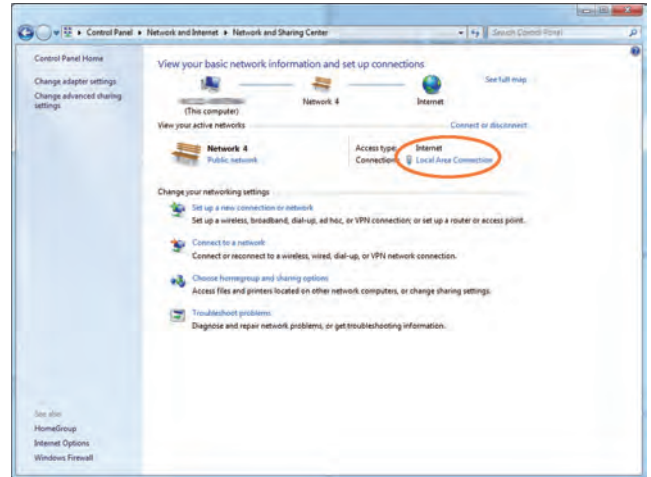 Control Panel ▸ Network and Internet ▸ Network and Sharing Center
Search Control Panel
Control Panel Home
Change adapter settings
Change advanced sharing
settings
View your basic network information and set up connections
See full map
(This computer)
Network 4
Internet
View your active networks
Connect or disconnect
Network 4
Public network
Access type: Internet
Connections: Local Area Connection
Change your networking settings
Set up a new connection or network
Set up a wireless, broadband, dial-up, ad hoc, or VPN connection; or set up a router or access point.
Connect to a network
Connect or reconnect to a wireless, wired, dial-up, or VPN network connection.
Choose homegroup and sharing options
Access files and printers located on other network computers, or change sharing settings.
Troubleshoot problems
Diagnose and repair network problems, or get troubleshooting information.
See also
HomeGroup
Internet Options
Windows Firewall